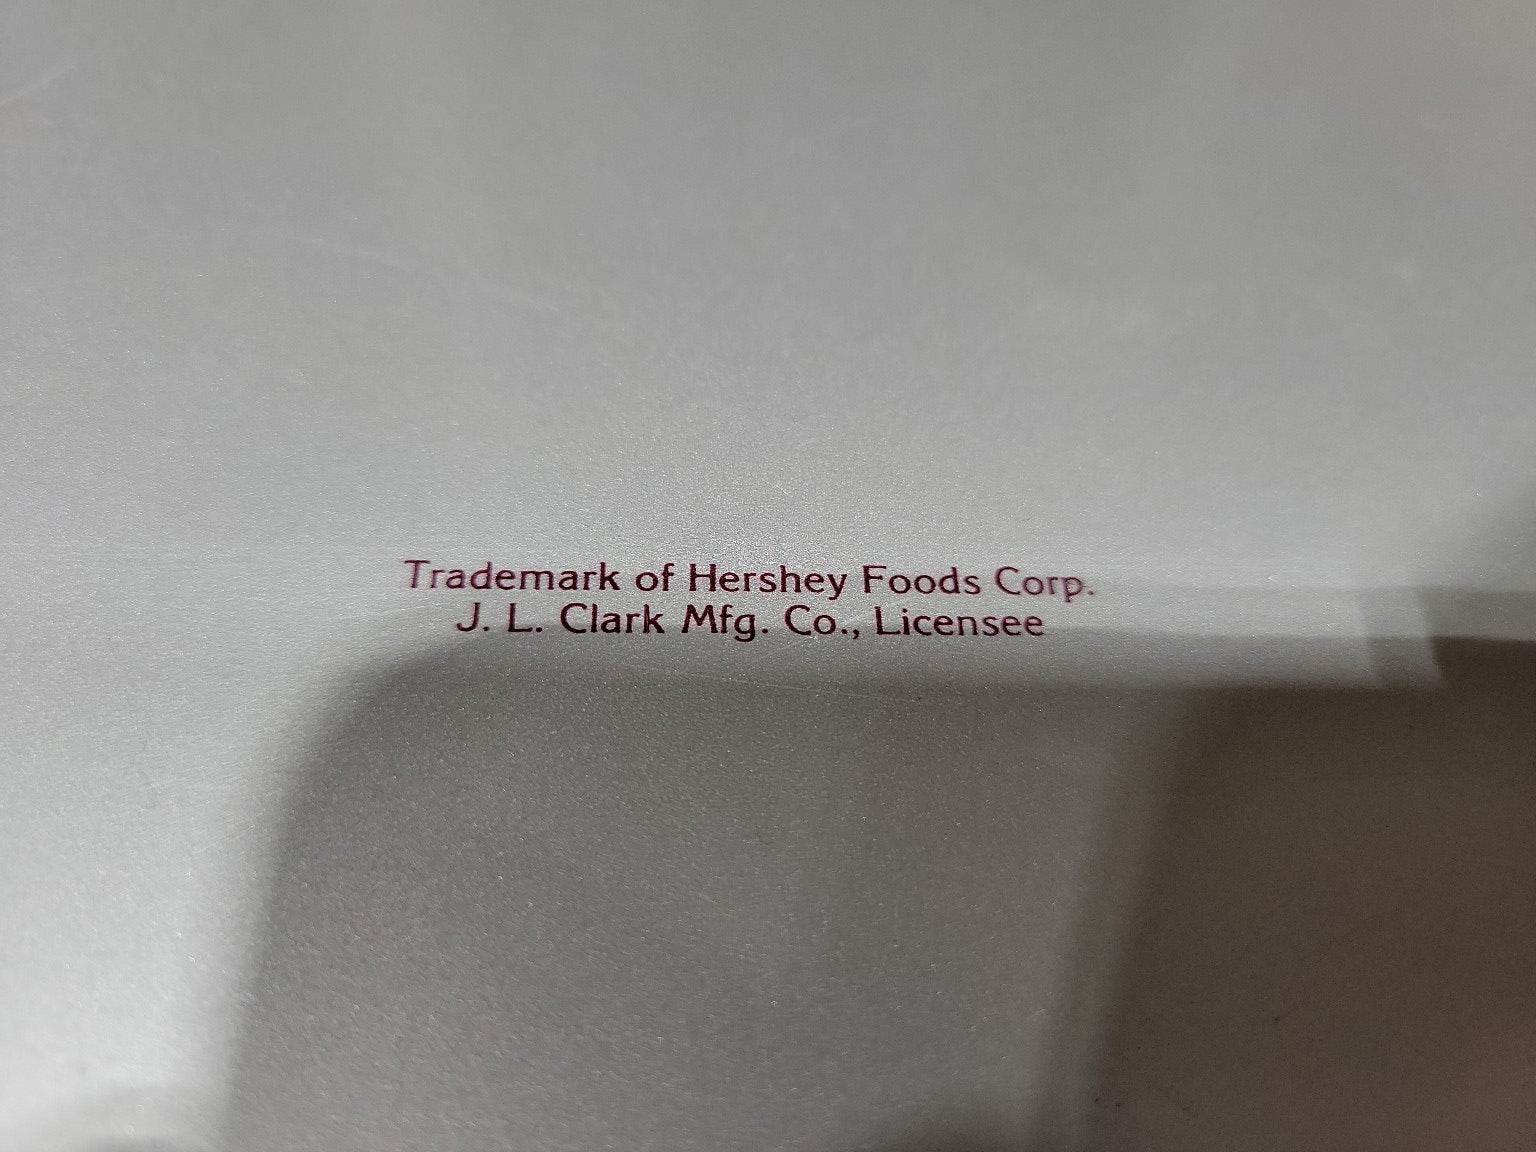 Trademark of Hershey Foods Corp.
J. L. Clark Mfg. Co., Licensee